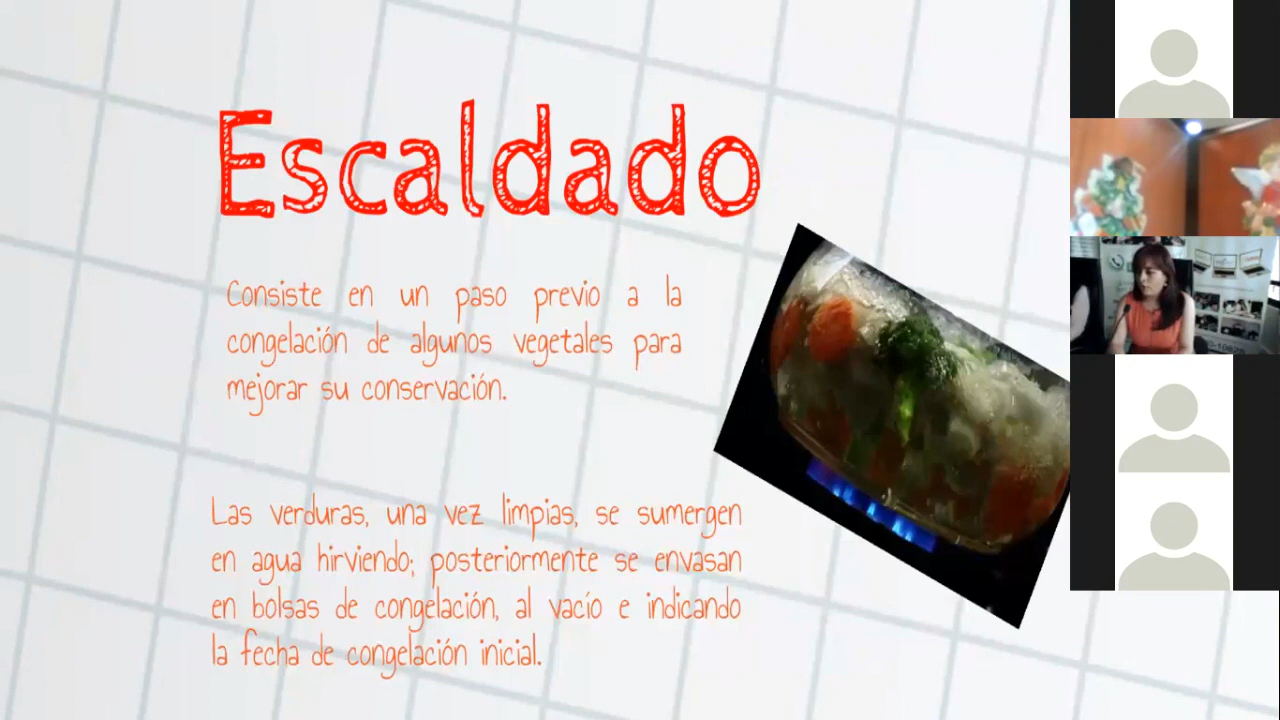 Escaldado
Consiste en un paso previo a la
congelación de algunos vegetales para
mejorar su conservación.
Las verduras, una vez limpias, se sumergen
en agua hirviendo; posteriormente se envasan
en bolsas de congelación, al vacío e indicando
la fecha de congelación inicial.